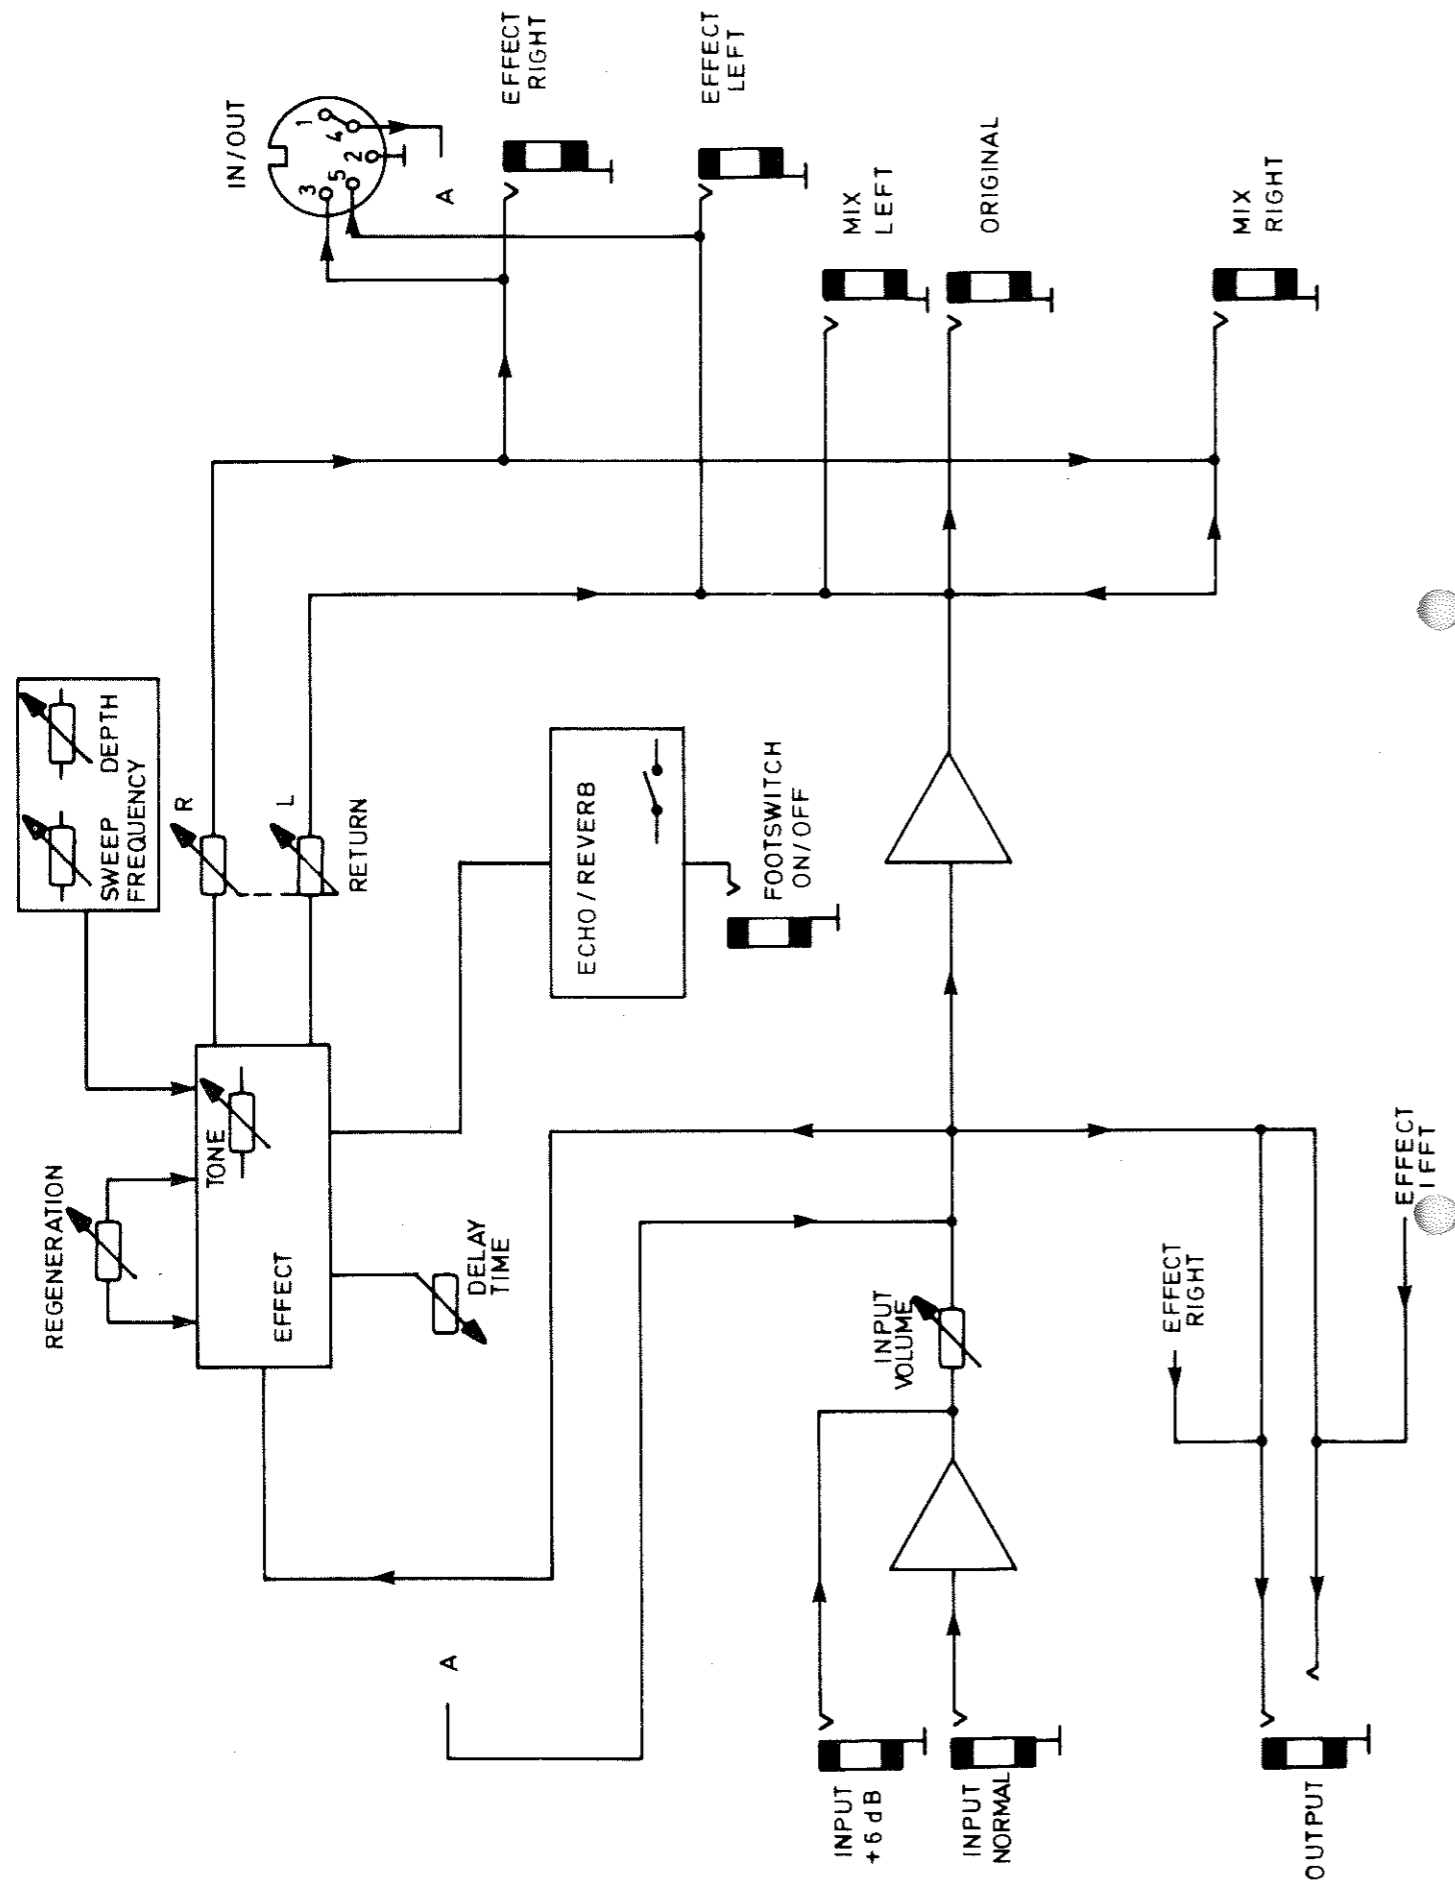 IN/OUT
1
4
2
5
3
A
EFFECT
RIGHT
EFFECT
LEFT
MIX
LEFT
ORIGINAL
MIX
RIGHT
SWEEP DEPTH
FREQUENCY
R
L
RETURN
ECHO/REVERB
FOOTSWITCH
ON/OFF
REGENERATION
TONE
EFFECT
DELAY
TIME
INPUT
VOLUME
EFFECT
RIGHT
EFFECT
LEFT
A
INPUT
+6dB
INPUT
NORMAL
OUTPUT